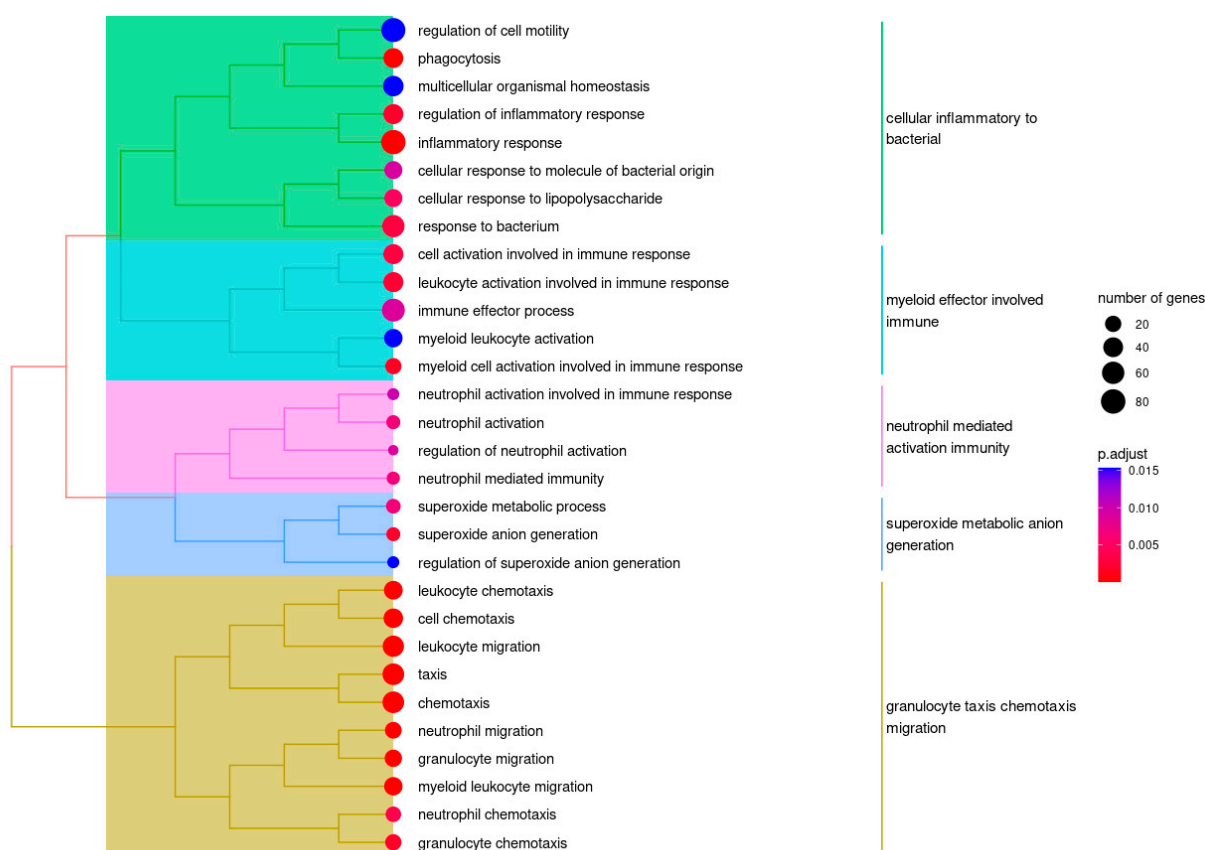 regulation of cell motility
phagocytosis
multicellular organismal homeostasis
regulation of inflammatory response
inflammatory response
cellular response to molecule of bacterial origin
cellular response to lipopolysaccharide
response to bacterium
cell activation involved in immune response
leukocyte activation involved in immune response
immune effector process
myeloid leukocyte activation
myeloid cell activation involved in immune response
neutrophil activation involved in immune response
neutrophil activation
regulation of neutrophil activation
neutrophil mediated immunity
superoxide metabolic process
superoxide anion generation
regulation of superoxide anion generation
leukocyte chemotaxis
cell chemotaxis
leukocyte migration
taxis
chemotaxis
neutrophil migration
granulocyte migration
myeloid leukocyte migration
neutrophil chemotaxis
granulocyte chemotaxis
cellular inflammatory to
bacterial
myeloid effector involved
immune
neutrophil mediated
activation immunity
superoxide metabolic anion
generation
granulocyte taxis chemotaxis
migration
number of genes
20
40
60
80
p.adjust
0.015
0.010
0.005